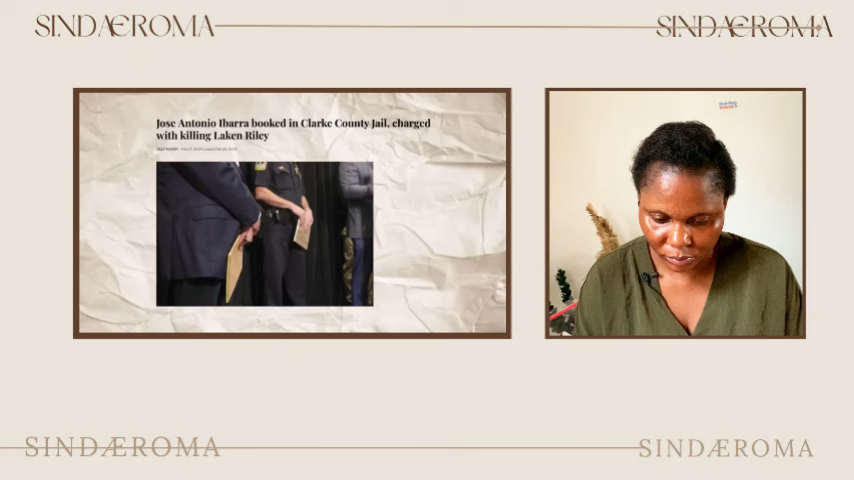 SINDÆROMA
SINDÆROMA
Jose Antonio Ibarra booked in Clarke County Jail, charged
with killing Laken Riley
SINDÆROMA
SINDÆROMA